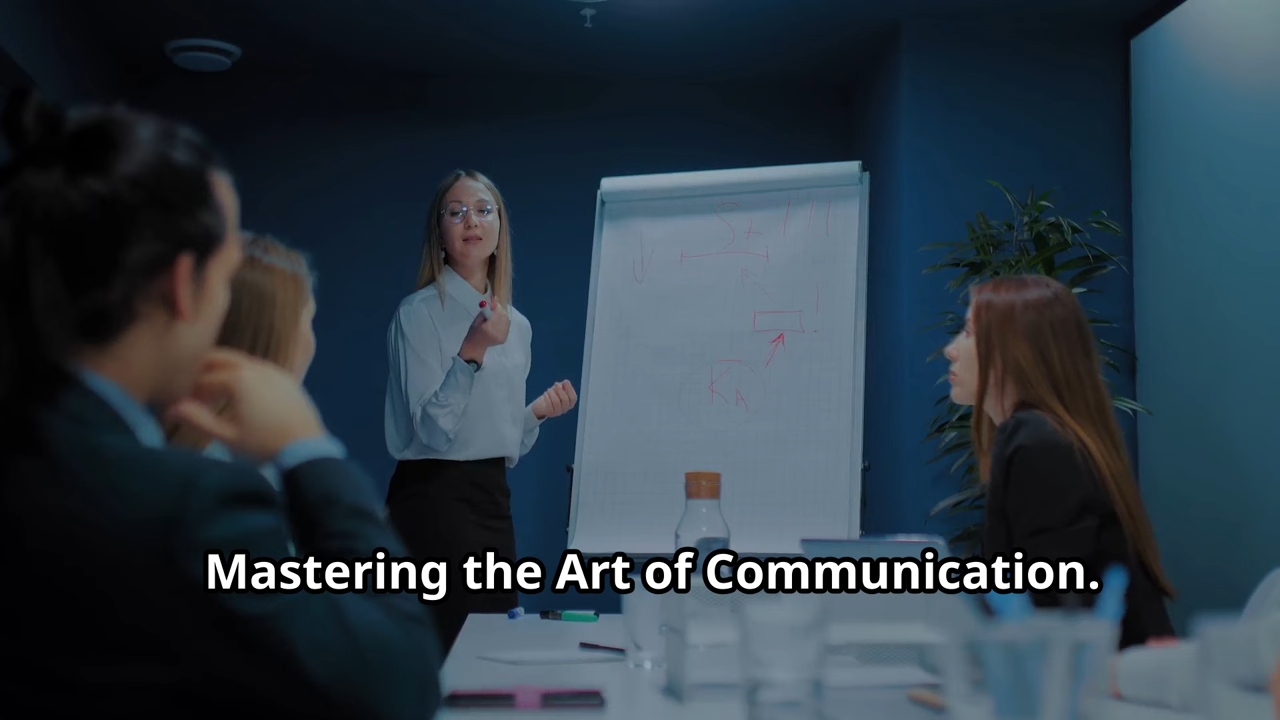 Mastering the Art of Communication.